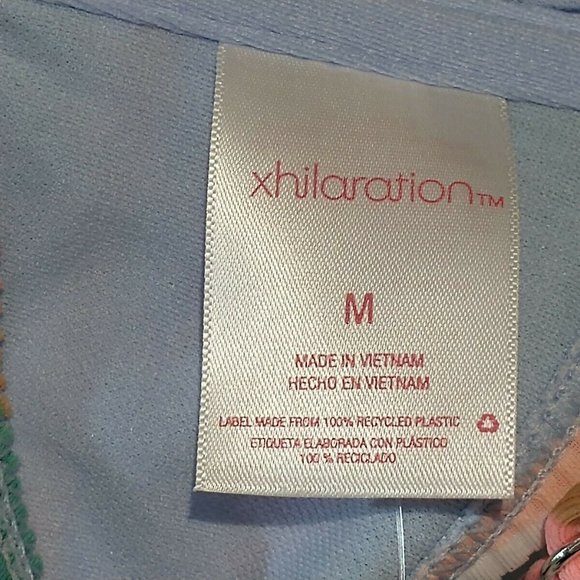 xhilaration™
M
MADE IN VIETNAM
HECHO EN VIETNAM
LABEL MADE FROM 100% RECYCLED PLASTIC
ETIQUETA ELABORADA CON PLÁSTICO
100 % RECICLADO